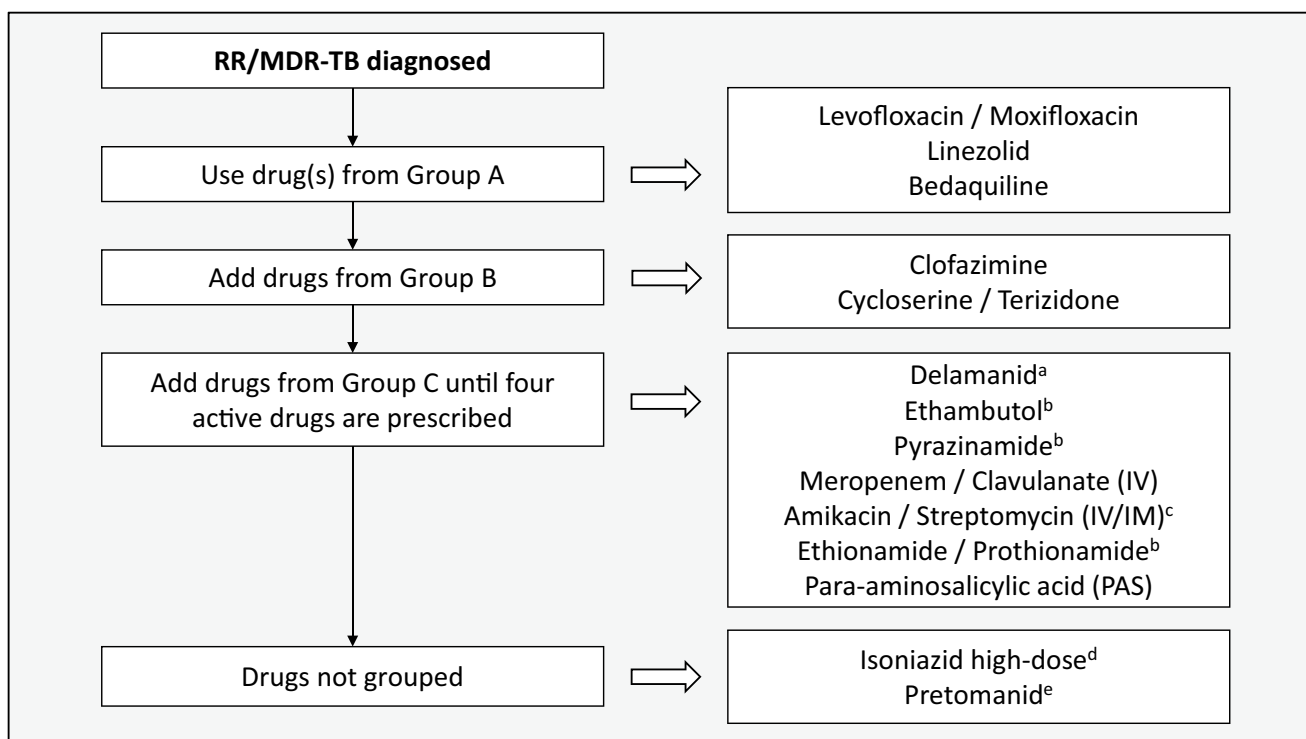 RR/MDR-TB diagnosed
Use drug(s) from Group A
Levofloxacin / Moxifloxacin
Linezolid
Bedaquiline
Add drugs from Group B
Clofazimine
Cycloserine / Terizidone
Add drugs from Group C until four
active drugs are prescribed
Delamanidᵃ
Ethambutolᵇ
Pyrazinamideᵇ
Meropenem / Clavulanate (IV)
Amikacin / Streptomycin (IV/IM)ᶜ
Ethionamide / Prothionamideᵇ
Para-aminosalicylic acid (PAS)
Drugs not grouped
Isoniazid high-doseᵈ
Pretomanidᵉ